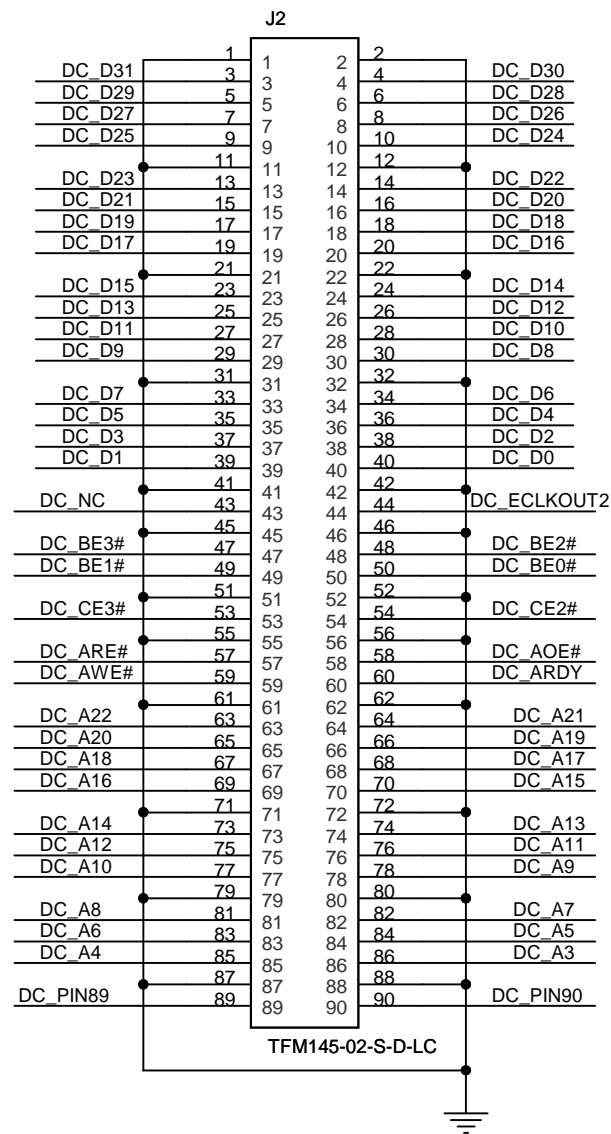 J2
1 1 2 2
DC_D31 3 3 4 4 DC_D30
DC_D29 5 5 6 6 DC_D28
DC_D27 7 7 8 8 DC_D26
DC_D25 9 9 10 10 DC_D24
11 11 12 12
DC_D23 13 13 14 14 DC_D22
DC_D21 15 15 16 16 DC_D20
DC_D19 17 17 18 18 DC_D18
DC_D17 19 19 20 20 DC_D16
21 21 22 22
DC_D15 23 23 24 24 DC_D14
DC_D13 25 25 26 26 DC_D12
DC_D11 27 27 28 28 DC_D10
DC_D9 29 29 30 30 DC_D8
31 31 32 32
DC_D7 33 33 34 34 DC_D6
DC_D5 35 35 36 36 DC_D4
DC_D3 37 37 38 38 DC_D2
DC_D1 39 39 40 40 DC_D0
41 41 42 42
DC_NC 43 43 44 44 DC_ECLKOUT2
45 45 46 46
DC_BE3# 47 47 48 48 DC_BE2#
DC_BE1# 49 49 50 50 DC_BE0#
51 51 52 52
DC_CE3# 53 53 54 54 DC_CE2#
55 55 56 56
DC_ARE# 57 57 58 58 DC_AOE#
DC_AWE# 59 59 60 60 DC_ARDY
61 61 62 62
DC_A22 63 63 64 64 DC_A21
DC_A20 65 65 66 66 DC_A19
DC_A18 67 67 68 68 DC_A17
DC_A16 69 69 70 70 DC_A15
71 71 72 72
DC_A14 73 73 74 74 DC_A13
DC_A12 75 75 76 76 DC_A11
DC_A10 77 77 78 78 DC_A9
79 79 80 80
DC_A8 81 81 82 82 DC_A7
DC_A6 83 83 84 84 DC_A5
DC_A4 85 85 86 86 DC_A3
87 87 88 88
DC_PIN89 89 89 90 90 DC_PIN90
TFM145-02-S-D-LC